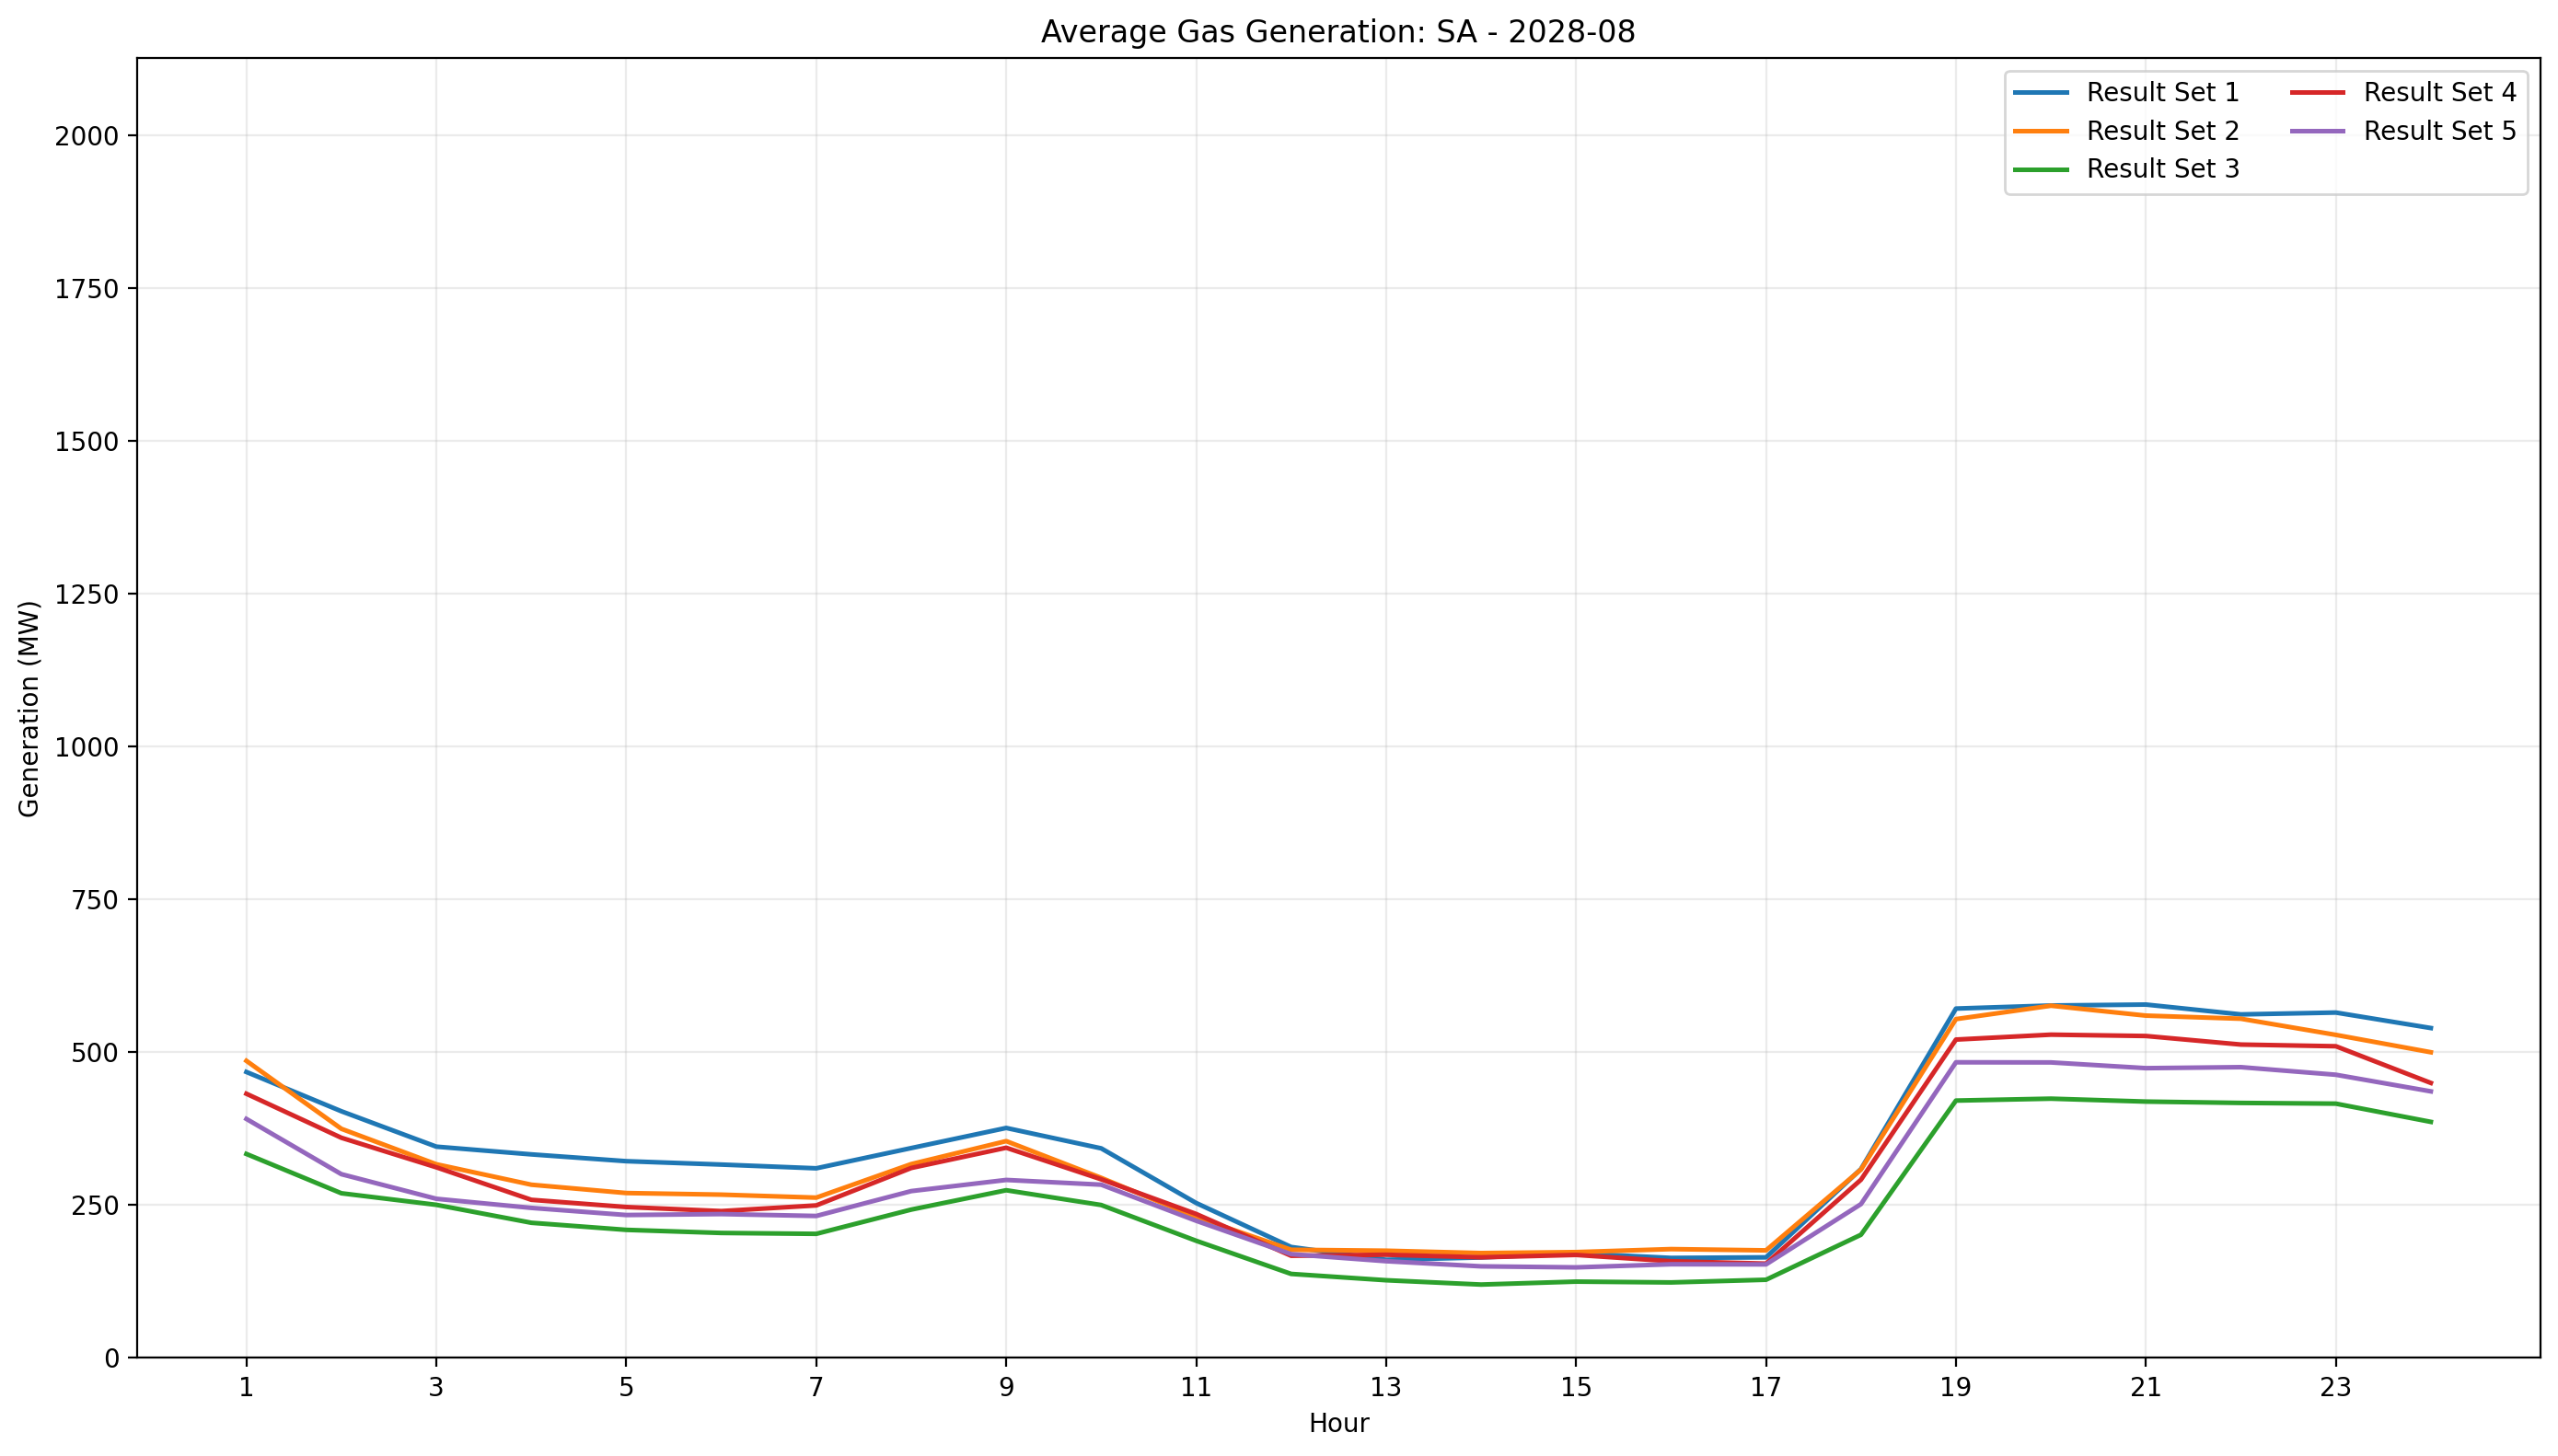 Average Gas Generation: SA - 2028-08
Result Set 1
Result Set 2
Result Set 3
Result Set 4
Result Set 5
Generation (MW)
2000
1750
1500
1250
1000
750
500
250
0
1 3 5 7 9 11 13 15 17 19 21 23
Hour